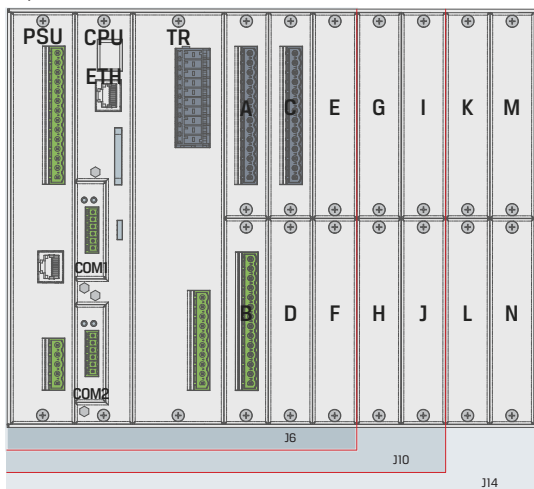 PSU CPU TR
ETH
A C E G I K M
COM1
B D F H J L N
COM2
J6
J10
J14